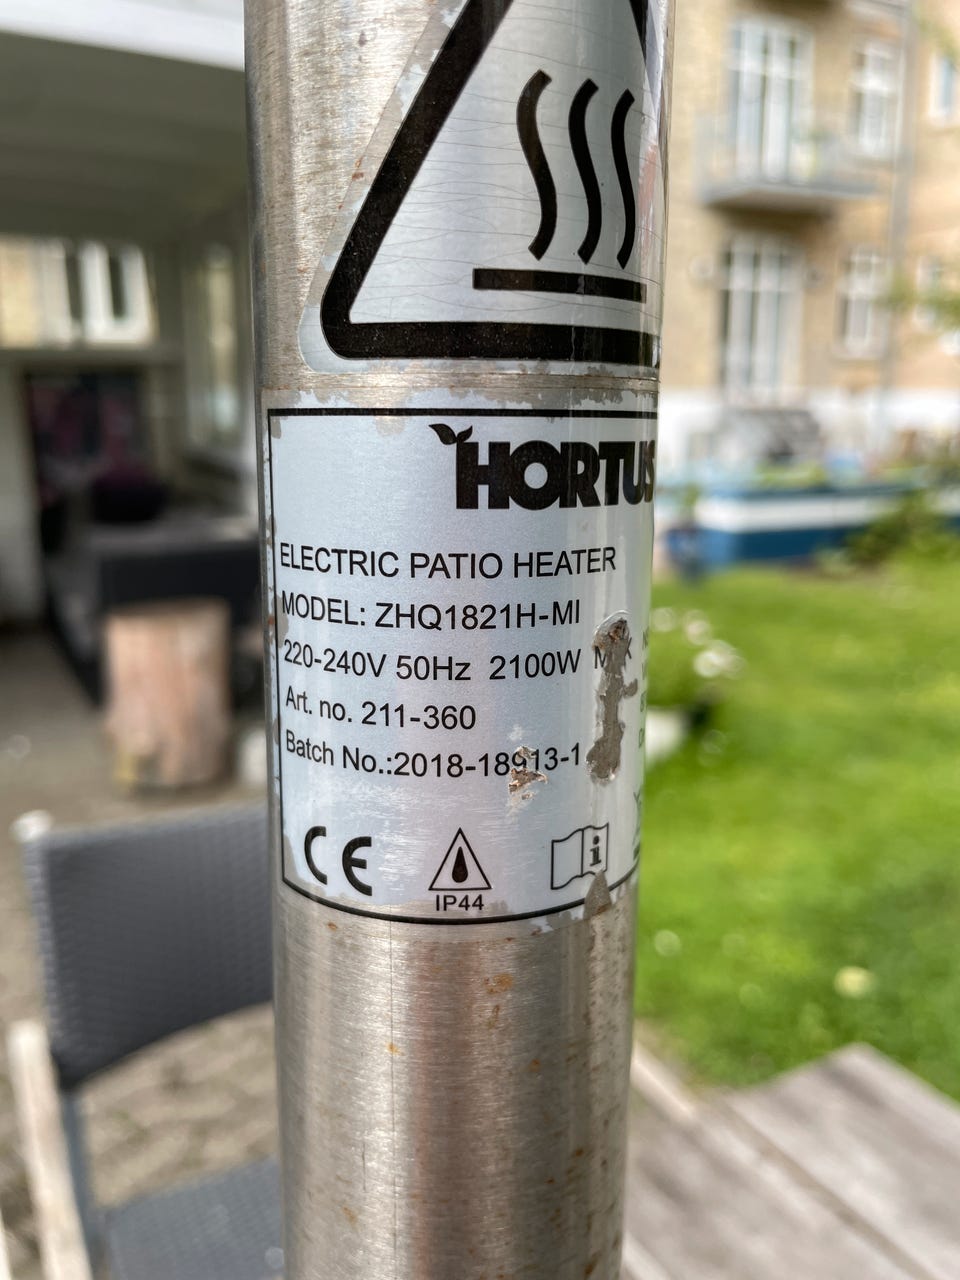 HORTUS
ELECTRIC PATIO HEATER
MODEL: ZHQ1821H-MI
220-240V 50Hz 2100W MAX
Art. no. 211-360
Batch No.:2018-18913-1
CE
i
IP44